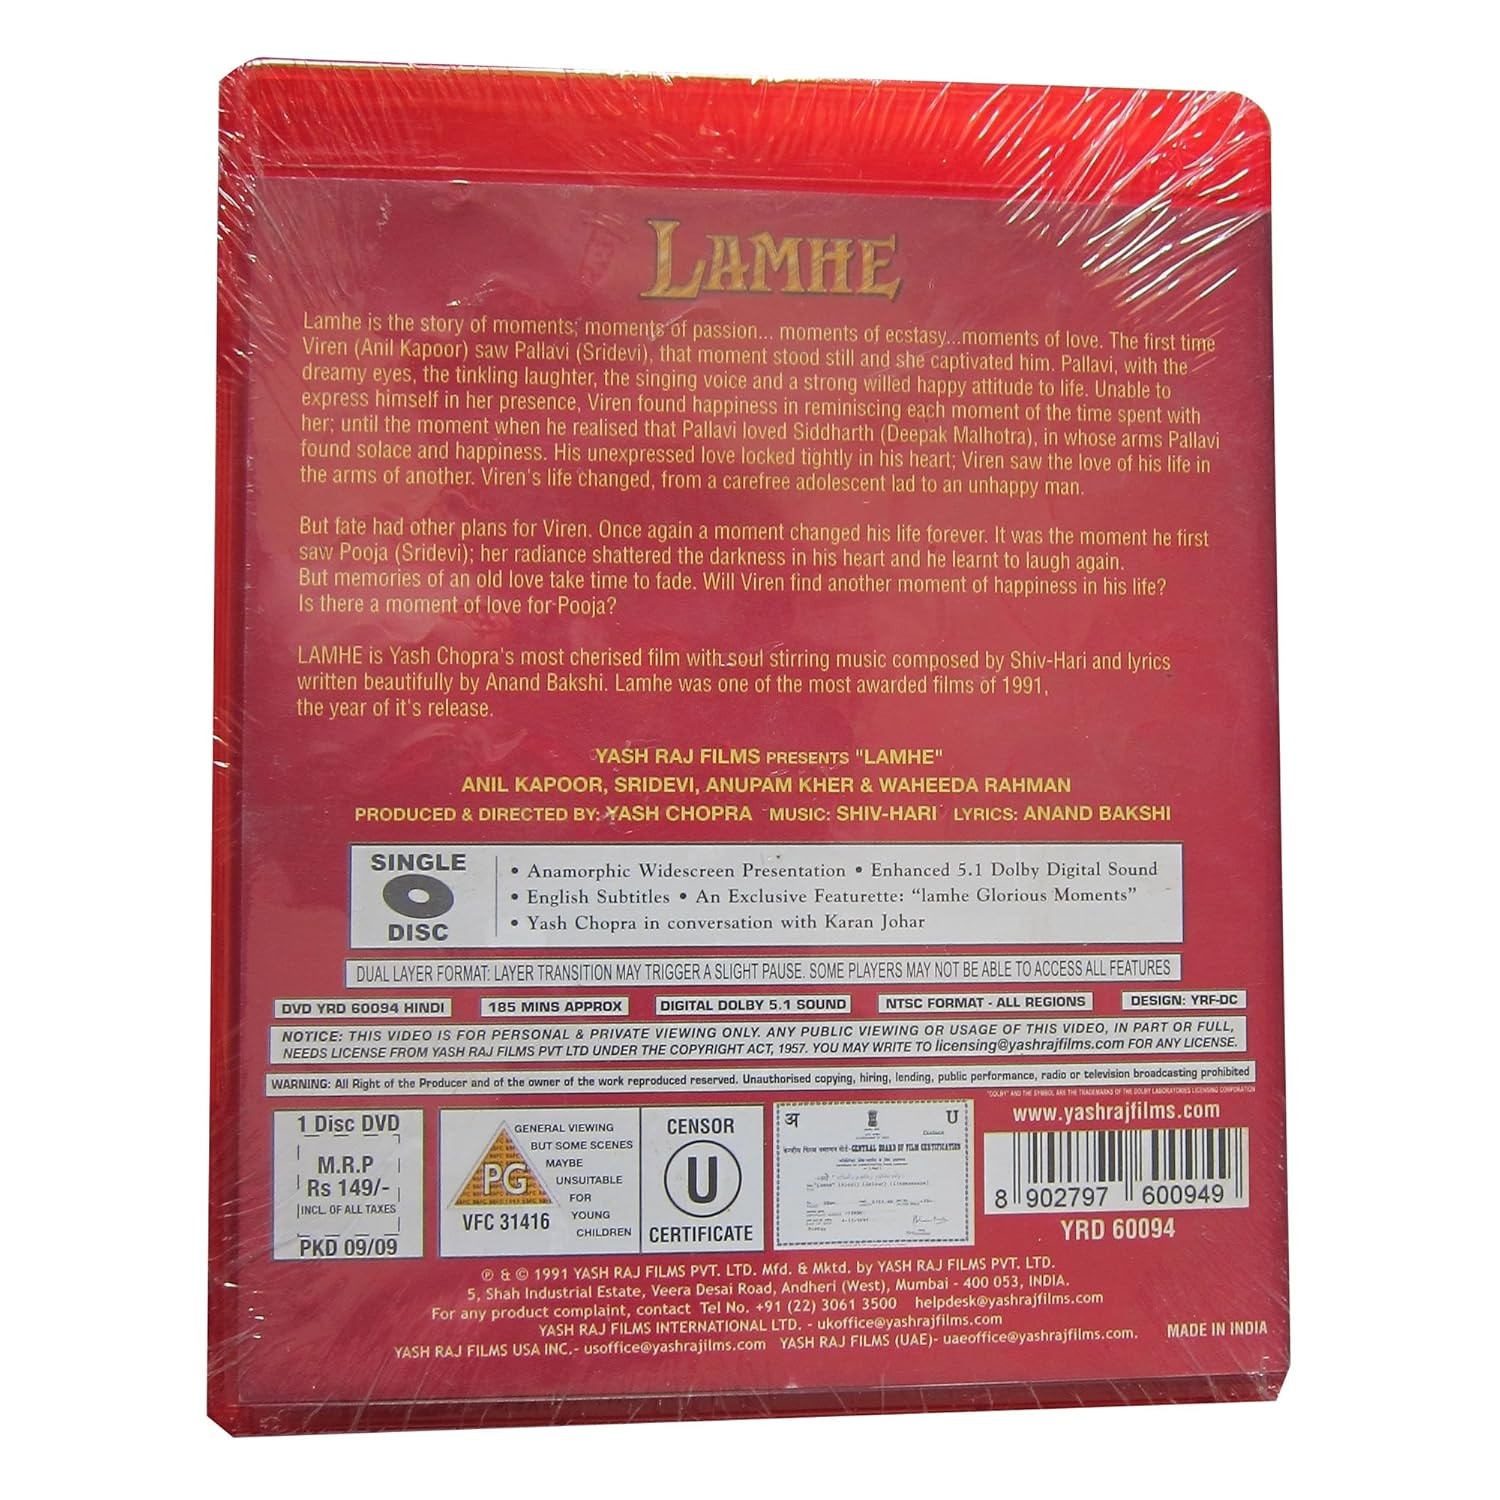 LAMHE
Lamhe is the story of moments; moments of passion... moments of ecstasy...moments of love. The first time
Viren (Anil Kapoor) saw Pallavi (Sridevi), that moment stood still and she captivated him. Pallavi, with the
dreamy eyes, the tinkling laughter, the singing voice and a strong willed happy attitude to life. Unable to
express himself in her presence, Viren found happiness in reminiscing each moment of the time spent with
her; until the moment when he realised that Pallavi loved Siddharth (Deepak Malhotra), in whose arms Pallavi
found solace and happiness. His unexpressed love locked tightly in his heart; Viren saw the love of his life in
the arms of another. Viren's life changed, from a carefree adolescent lad to an unhappy man.
But fate had other plans for Viren. Once again a moment changed his life forever. It was the moment he first
saw Pooja (Sridevi); her radiance shattered the darkness in his heart and he learnt to laugh again.
But memories of an old love take time to fade. Will Viren find another moment of happiness in his life?
Is there a moment of love for Pooja?
LAMHE is Yash Chopra's most cherised film with soul stirring music composed by Shiv-Hari and lyrics
written beautifully by Anand Bakshi. Lamhe was one of the most awarded films of 1991,
the year of it's release.
YASH RAJ FILMS PRESENTS "LAMHE"
ANIL KAPOOR, SRIDEVI, ANUPAM KHER & WAHEEDA RAHMAN
PRODUCED & DIRECTED BY: YASH CHOPRA MUSIC: SHIV-HARI LYRICS: ANAND BAKSHI
SINGLE
DISC
• Anamorphic Widescreen Presentation • Enhanced 5.1 Dolby Digital Sound
• English Subtitles • An Exclusive Featurette: "lamhe Glorious Moments"
• Yash Chopra in conversation with Karan Johar
DUAL LAYER FORMAT: LAYER TRANSITION MAY TRIGGER A SLIGHT PAUSE. SOME PLAYERS MAY NOT BE ABLE TO ACCESS ALL FEATURES
DVD YRD 60094 HINDI
185 MINS APPROX
DIGITAL DOLBY 5.1 SOUND
NTSC FORMAT - ALL REGIONS
DESIGN: YRF-DC
NOTICE: THIS VIDEO IS FOR PERSONAL & PRIVATE VIEWING ONLY. ANY PUBLIC VIEWING OR USAGE OF THIS VIDEO, IN PART OR FULL,
NEEDS LICENSE FROM YASH RAJ FILMS PVT LTD UNDER THE COPYRIGHT ACT, 1957. YOU MAY WRITE TO licensing@yashrajfilms.com FOR ANY LICENSE.
WARNING: All Right of the Producer and of the owner of the work reproduced reserved. Unauthorised copying, hiring, lending, public performance, radio or television broadcasting prohibited
"DOLBY" AND THE SYMBOL ARE THE TRADEMARKS OF THE DOLBY LABORATORIES LICENSING CORPORATION
1 Disc DVD
M.R.P
Rs 149/-
INCL. OF ALL TAXES
PKD 09/09
PG
VFC 31416
GENERAL VIEWING
BUT SOME SCENES
MAYBE
UNSUITABLE
FOR
YOUNG
CHILDREN
CENSOR
U
CERTIFICATE
अ
U
CENTRAL BOARD OF FILM CERTIFICATION
www.yashrajfilms.com
8 902797 600949
YRD 60094
℗ & © 1991 YASH RAJ FILMS PVT. LTD. Mfd. & Mktd. by YASH RAJ FILMS PVT. LTD.
5, Shah Industrial Estate, Veera Desai Road, Andheri (West), Mumbai - 400 053, INDIA.
For any product complaint, contact Tel No. +91 (22) 3061 3500 helpdesk@yashrajfilms.com
YASH RAJ FILMS INTERNATIONAL LTD. - ukoffice@yashrajfilms.com
YASH RAJ FILMS USA INC.- usoffice@yashrajfilms.com YASH RAJ FILMS (UAE)- uaeoffice@yashrajfilms.com.
MADE IN INDIA